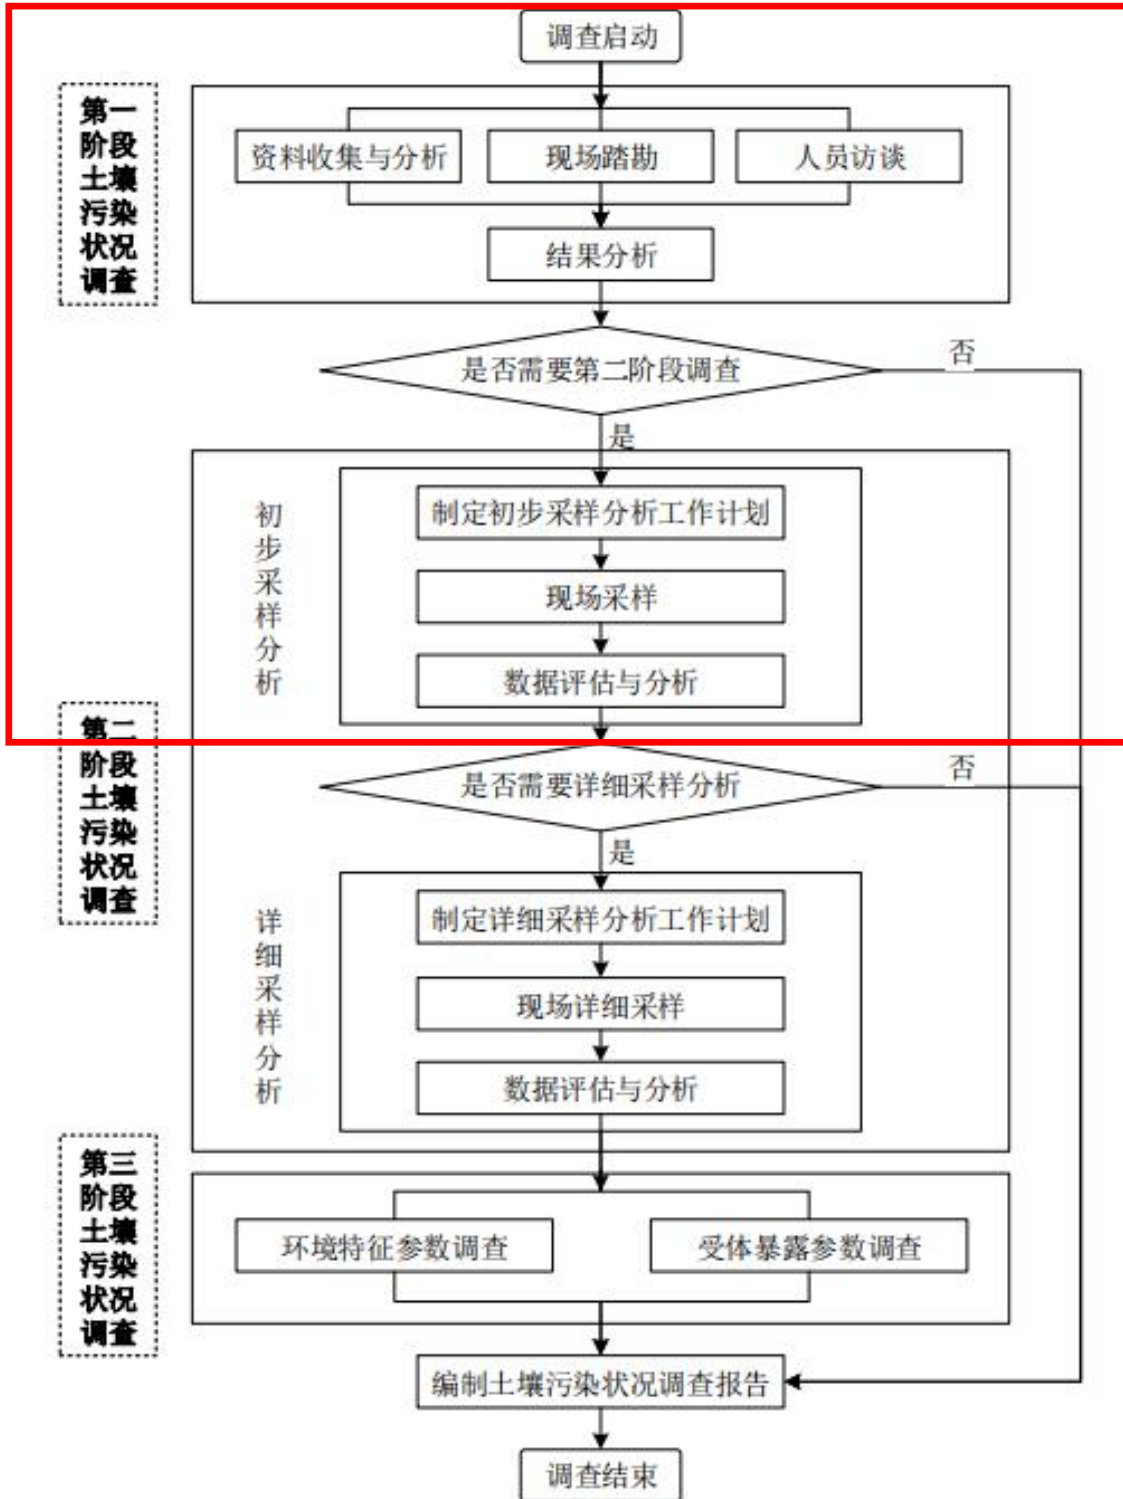 调查启动
第一
阶段
土壤
污染
状况
调查
资料收集与分析
现场踏勘
人员访谈
结果分析
是否需要第二阶段调查
否
是
初
步
采
样
分
析
制定初步采样分析工作计划
现场采样
数据评估与分析
第二
阶段
土壤
污染
状况
调查
是否需要详细采样分析
否
是
详
细
采
样
分
析
制定详细采样分析工作计划
现场详细采样
数据评估与分析
第三
阶段
土壤
污染
状况
调查
环境特征参数调查
受体暴露参数调查
编制土壤污染状况调查报告
调查结束